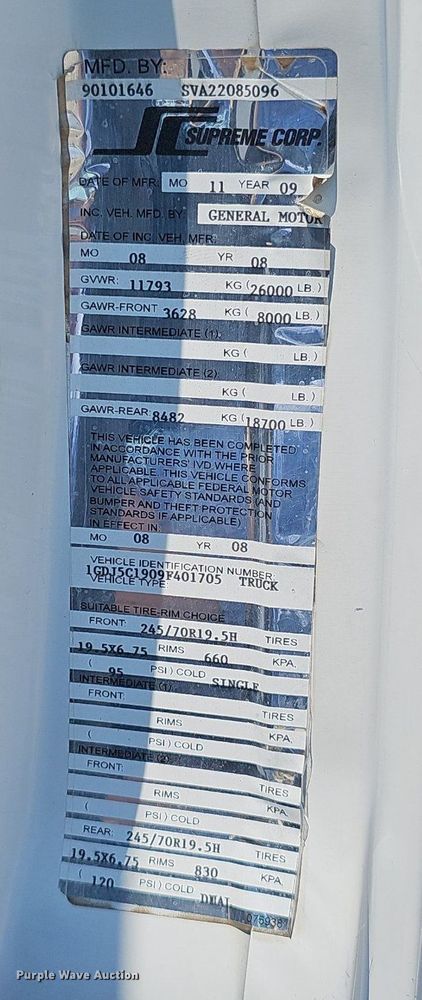 MFD. BY:
90101646 SVA22085096
SUPREME CORP.
DATE OF MFR: MO 11 YEAR 09
INC. VEH. MFD. BY GENERAL MOTOR
DATE OF INC. VEH. MFR.
MO 08 YR 08
GVWR: 11793 KG (26000 LB.)
GAWR-FRONT 3628 KG (8000 LB.)
GAWR INTERMEDIATE (1):
KG ( LB.)
GAWR INTERMEDIATE (2):
KG ( LB.)
GAWR-REAR: 8482 KG (18700 LB.)
THIS VEHICLE HAS BEEN COMPLETED
IN ACCORDANCE WITH THE PRIOR
MANUFACTURERS' IVD WHERE
APPLICABLE. THIS VEHICLE CONFORMS
TO ALL APPLICABLE FEDERAL MOTOR
VEHICLE SAFETY STANDARDS (AND
BUMPER AND THEFT PROTECTION
STANDARDS IF APPLICABLE)
IN EFFECT IN:
MO 08 YR 08
VEHICLE IDENTIFICATION NUMBER:
1GDJ5C1909F401705 TRUCK
VEHICLE TYPE:
SUITABLE TIRE-RIM CHOICE
FRONT: 245/70R19.5H TIRES
19.5X6.75 RIMS 660 KPA.
( 95 PSI) COLD SINGLE
INTERMEDIATE (1):
FRONT: TIRES
RIMS KPA.
( PSI) COLD
INTERMEDIATE (2):
FRONT: TIRES
RIMS KPA.
( PSI) COLD
REAR: 245/70R19.5H TIRES
19.5X6.75 RIMS 830 KPA.
( 120 PSI) COLD DUAL
Purple Wave Auction